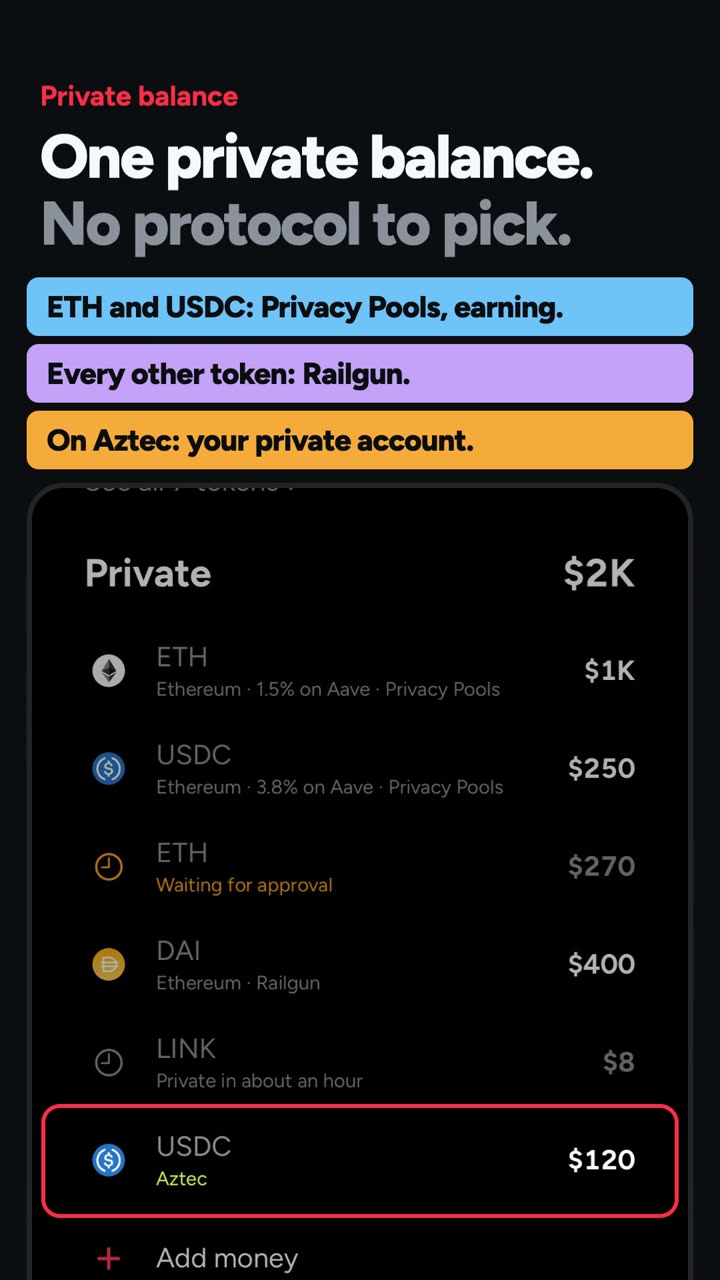 Private balance
One private balance.
No protocol to pick.
ETH and USDC: Privacy Pools, earning.
Every other token: Railgun.
On Aztec: your private account.
Private $2K
ETH
Ethereum · 1.5% on Aave · Privacy Pools
$1K
USDC
Ethereum · 3.8% on Aave · Privacy Pools
$250
ETH
Waiting for approval
$270
DAI
Ethereum · Railgun
$400
LINK
Private in about an hour
$8
USDC
Aztec
$120
Add money